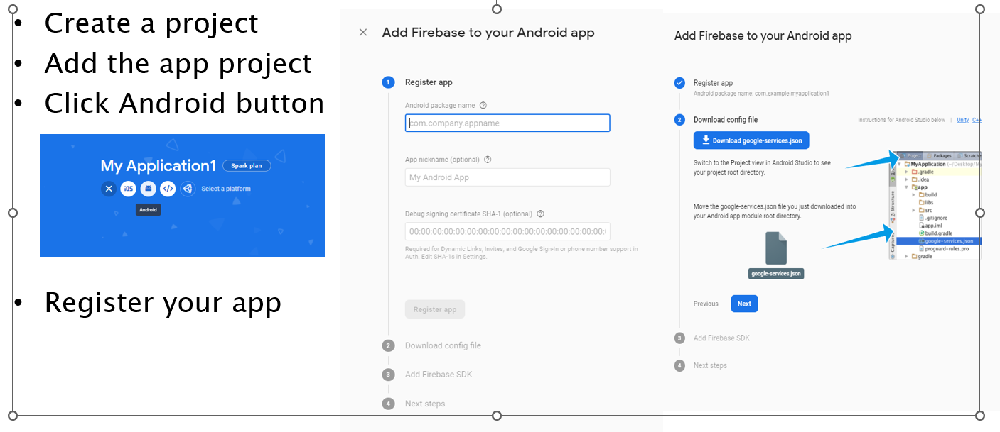 • Create a project
• Add the app project
• Click Android button
My Application1 Spark plan
iOS </> Select a platform
Android
• Register your app
Add Firebase to your Android app
1 Register app
Android package name
com.company.appname
App nickname (optional)
My Android App
Debug signing certificate SHA-1 (optional)
00:00:00:00:00:00:00:00:00:00:00:00:00:00:00:00:00:
Required for Dynamic Links, Invites, and Google Sign-In or phone number support in
Auth. Edit SHA-1s in Settings.
Register app
2 Download config file
3 Add Firebase SDK
4 Next steps
Add Firebase to your Android app
Register app
Android package name: com.example.myapplication1
2 Download config file
Instructions for Android Studio below | Unity C++
Download google-services.json
Switch to the Project view in Android Studio to see
your project root directory.
Move the google-services.json file you just downloaded into
your Android app module root directory.
google-services.json
Project Packages Scratche
MyApplication (~/Desktop/My
.gradle
.idea
app
build
libs
src
.gitignore
app.iml
build.gradle
google-services.json
proguard-rules.pro
gradle
Z: Structure
Captures
Previous Next
3 Add Firebase SDK
4 Next steps